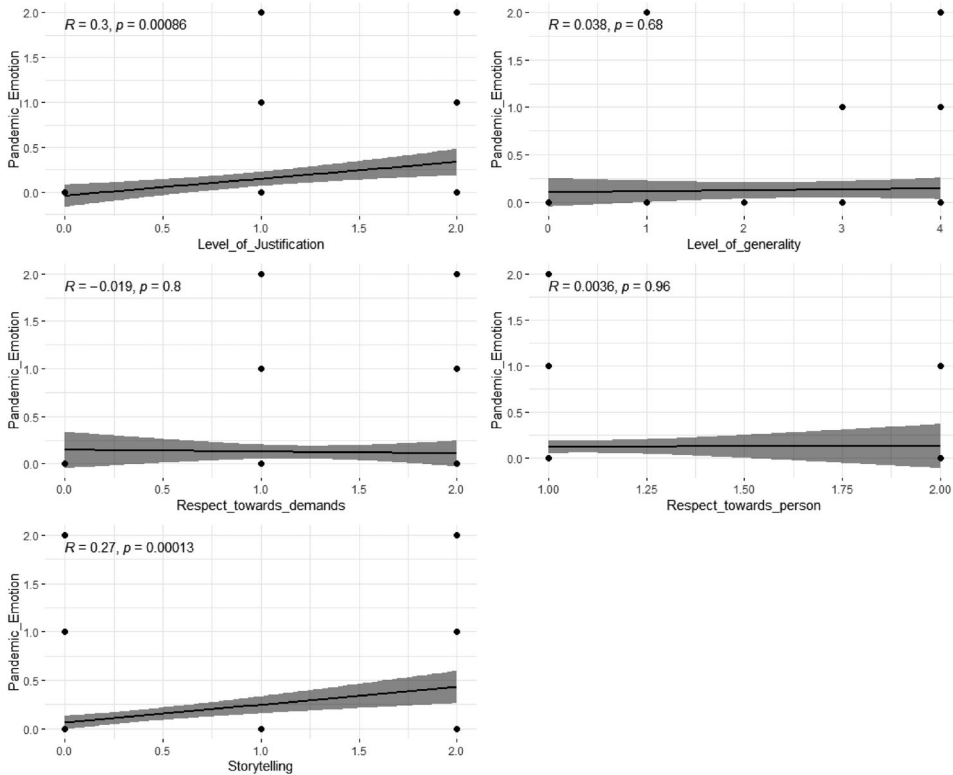 R = 0.3, p = 0.00086
2.0
1.5
1.0
0.5
0.0
Pandemic_Emotion
0.0 0.5 1.0 1.5 2.0
Level_of_Justification
R = 0.038, p = 0.68
2.0
1.5
1.0
0.5
0.0
Pandemic_Emotion
0 1 2 3 4
Level_of_generality
R = −0.019, p = 0.8
2.0
1.5
1.0
0.5
0.0
Pandemic_Emotion
0.0 0.5 1.0 1.5 2.0
Respect_towards_demands
R = 0.0036, p = 0.96
2.0
1.5
1.0
0.5
0.0
Pandemic_Emotion
1.00 1.25 1.50 1.75 2.00
Respect_towards_person
R = 0.27, p = 0.00013
2.0
1.5
1.0
0.5
0.0
Pandemic_Emotion
0.0 0.5 1.0 1.5 2.0
Storytelling